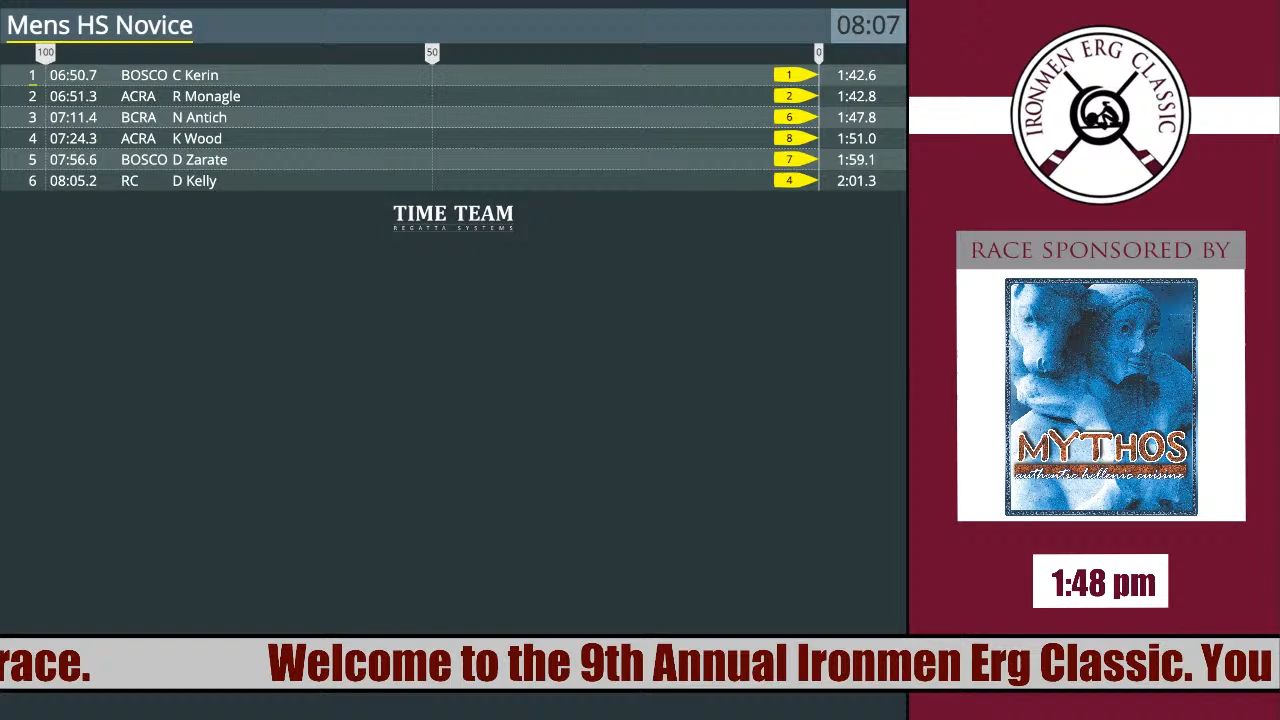 Mens HS Novice 08:07
100 50 0
1 06:50.7 BOSCO C Kerin 1 1:42.6
2 06:51.3 ACRA R Monagle 2 1:42.8
3 07:11.4 BCRA N Antich 6 1:47.8
4 07:24.3 ACRA K Wood 8 1:51.0
5 07:56.6 BOSCO D Zarate 7 1:59.1
6 08:05.2 RC D Kelly 4 2:01.3
TIME TEAM
REGATTA SYSTEMS
IRONMEN ERG CLASSIC
RACE SPONSORED BY
MYTHOS
authentic hellenic cuisine
1:48 pm
race. Welcome to the 9th Annual Ironmen Erg Classic. You